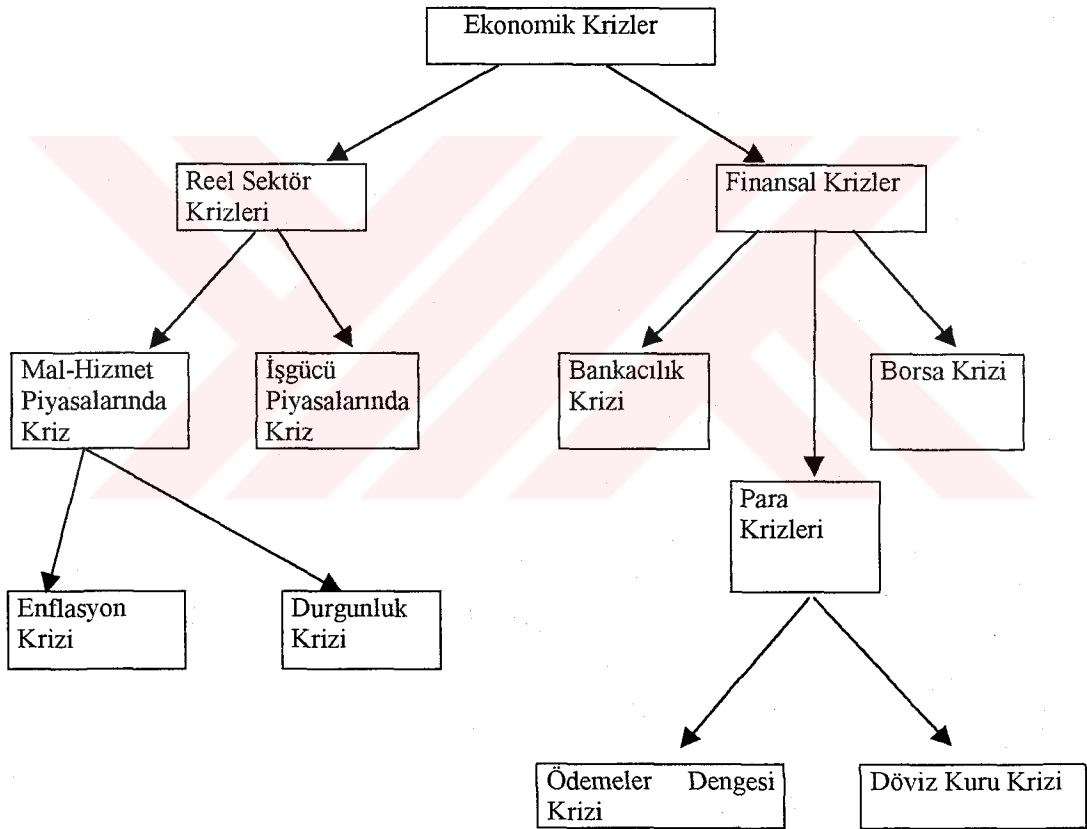 Ekonomik Krizler
Reel Sektör
Krizleri
Finansal Krizler
Mal-Hizmet
Piyasalarında
Kriz
İşgücü
Piyasalarında
Kriz
Bankacılık
Krizi
Borsa Krizi
Para
Krizleri
Enflasyon
Krizi
Durgunluk
Krizi
Ödemeler Dengesi
Krizi
Döviz Kuru Krizi